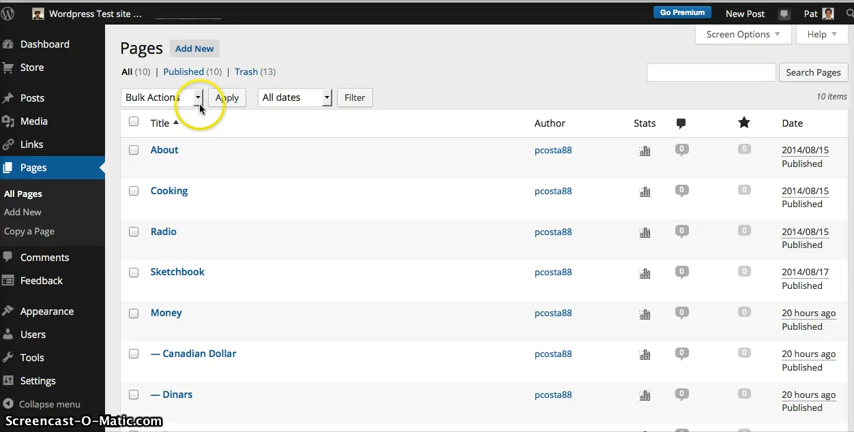 Wordpress Test site ...
Go Premium
New Post
Pat
Dashboard
Store
Posts
Media
Links
Pages
All Pages
Add New
Copy a Page
Comments
Feedback
Appearance
Users
Tools
Settings
Collapse menu
Screen Options
Help
Pages Add New
All (10) | Published (10) | Trash (13)
Search Pages
Bulk Actions Apply All dates Filter
10 items
Title Author Stats Date
About pcosta88 0 0 2014/08/15
Published
Cooking pcosta88 0 0 2014/08/15
Published
Radio pcosta88 0 0 2014/08/15
Published
Sketchbook pcosta88 0 0 2014/08/17
Published
Money pcosta88 0 0 20 hours ago
Published
— Canadian Dollar pcosta88 0 0 20 hours ago
Published
— Dinars pcosta88 0 0 20 hours ago
Published
Screencast-O-Matic.com